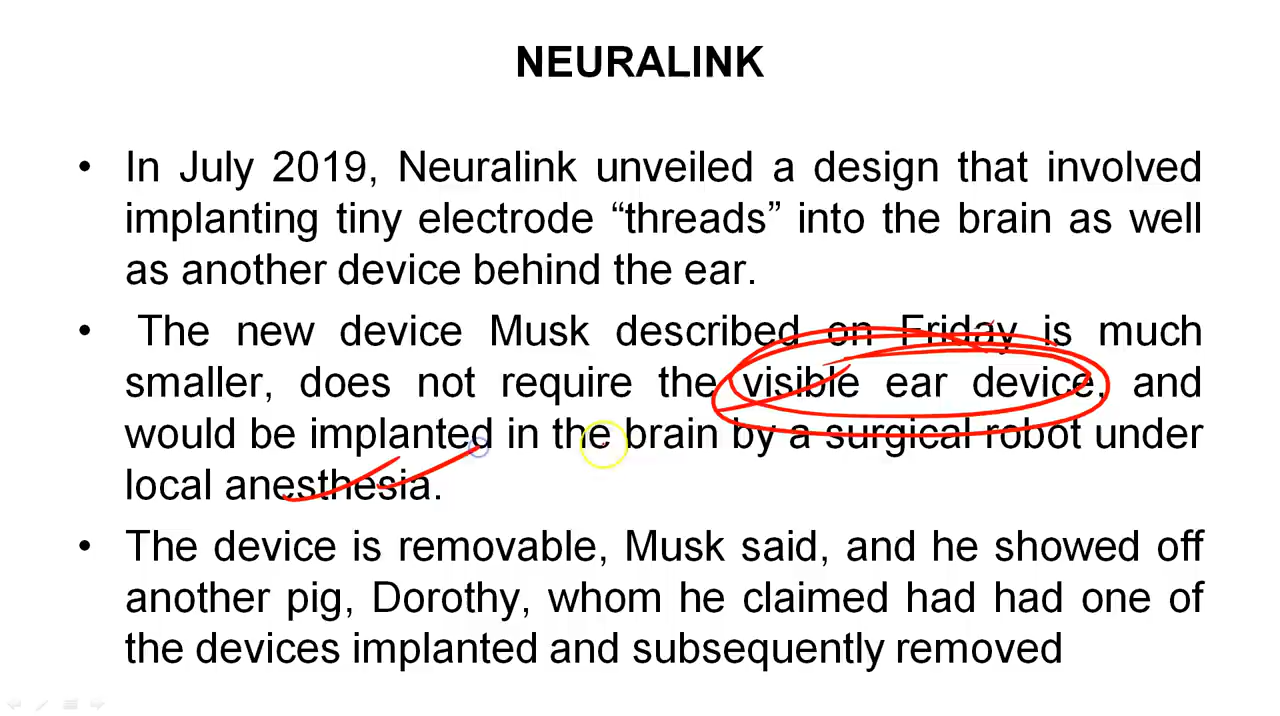 NEURALINK
• In July 2019, Neuralink unveiled a design that involved
implanting tiny electrode “threads” into the brain as well
as another device behind the ear.
• The new device Musk described on Friday is much
smaller, does not require the visible ear device, and
would be implanted in the brain by a surgical robot under
local anesthesia.
• The device is removable, Musk said, and he showed off
another pig, Dorothy, whom he claimed had had one of
the devices implanted and subsequently removed